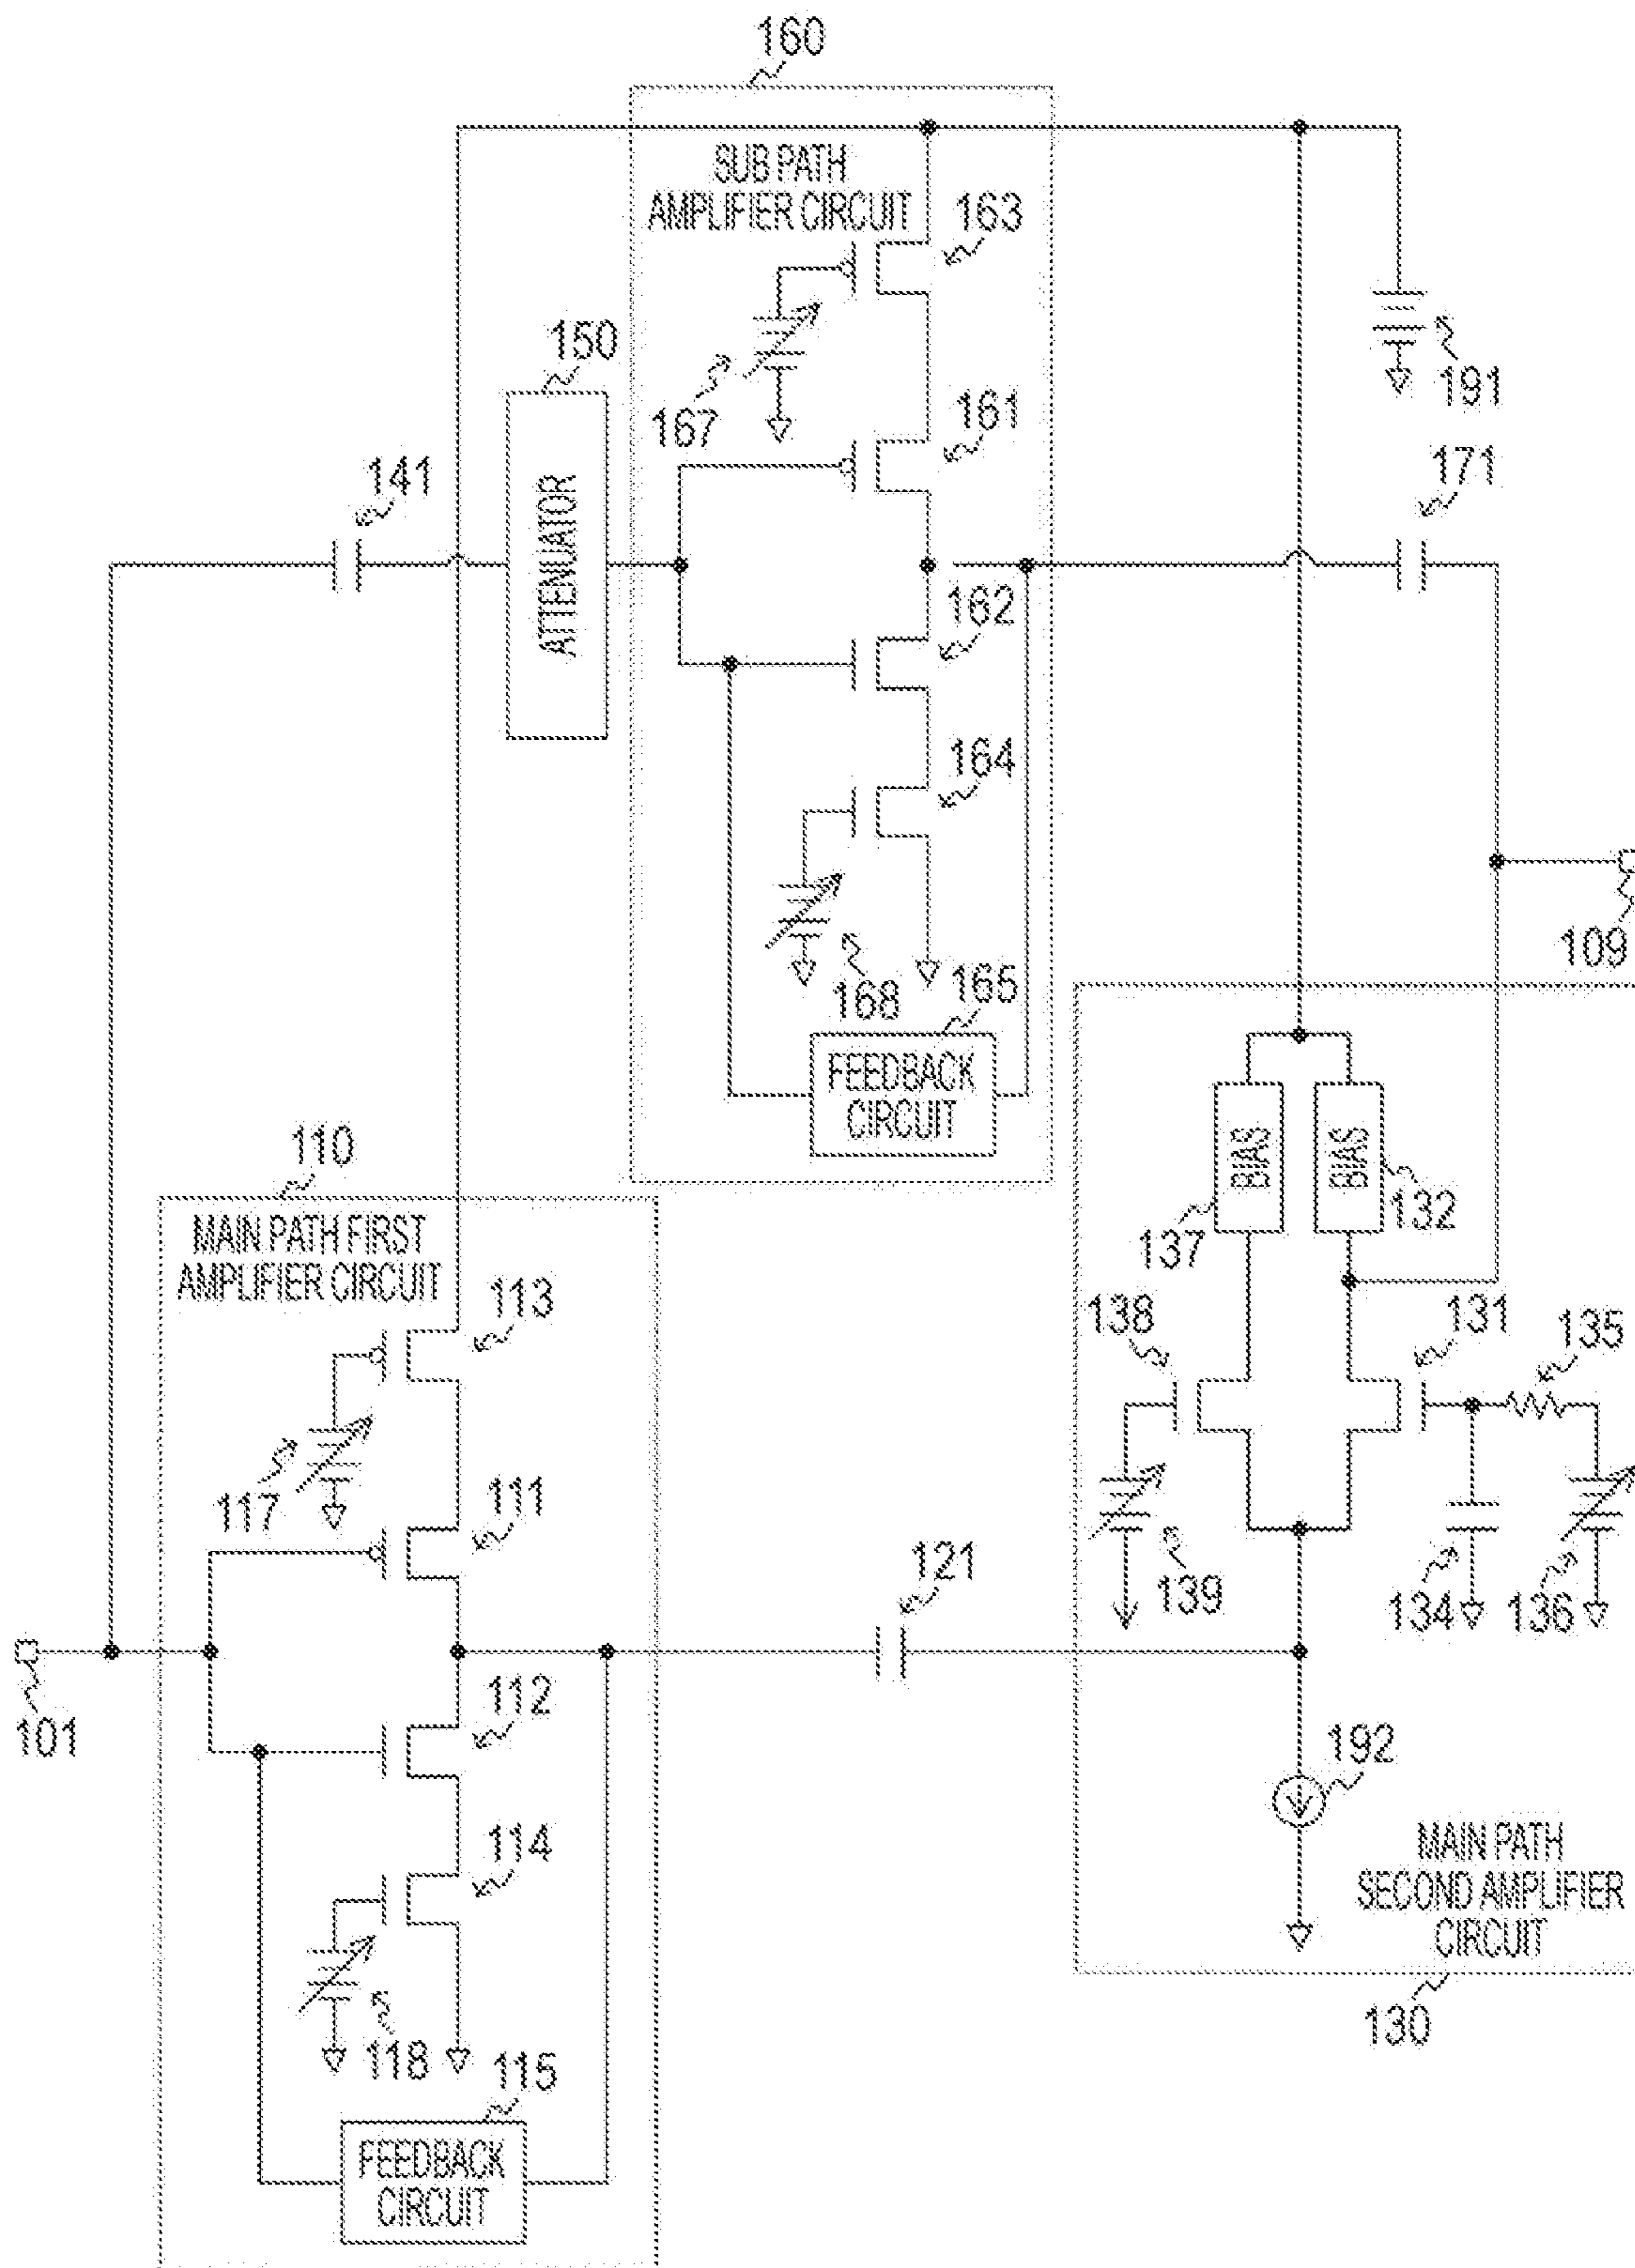 160
SUB PATH
AMPLIFIER CIRCUIT
163
167
150
ATTENUATOR
141
161
191
171
162
164
168
165
FEEDBACK
CIRCUIT
109
110
MAIN PATH FIRST
AMPLIFIER CIRCUIT
113
117
111
BIAS
BIAS
137
132
138
131
135
139
134
136
121
101
112
114
118
115
FEEDBACK
CIRCUIT
192
MAIN PATH
SECOND AMPLIFIER
CIRCUIT
130